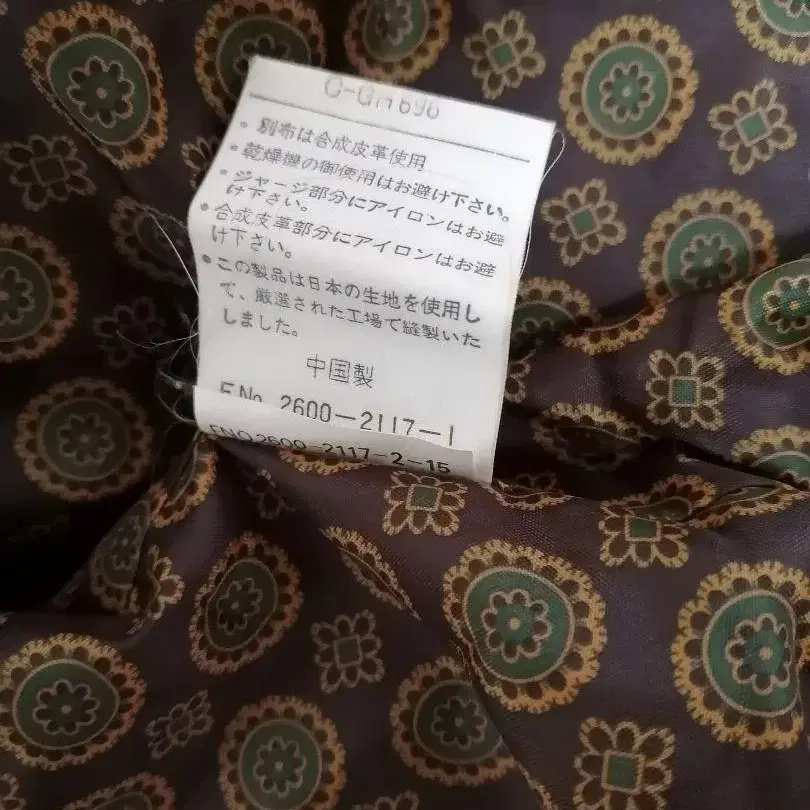 ・別布は合成皮革使用
・乾燥機の御使用はお避け下さい。
・ジャージ部分にアイロンはお避
け下さい。
・合成皮革部分にアイロンはお避
け下さい。
●この製品は日本の生地を使用し
て、厳選された工場で縫製いた
しました。
中国製
F.No. 2600-2117-1
FNO.2600-2117-2-15